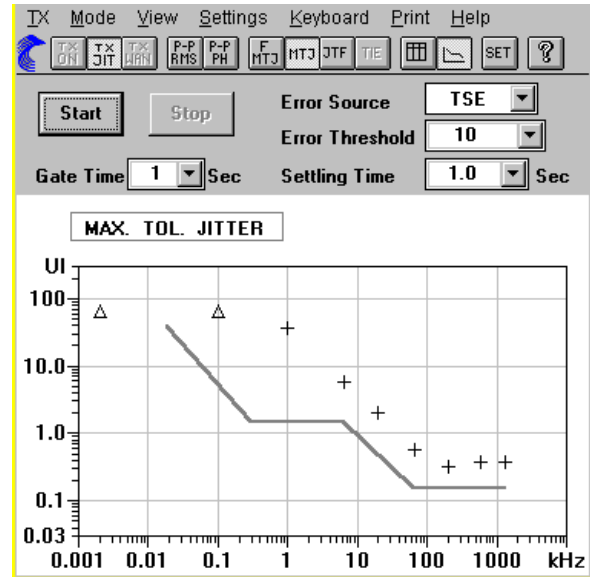 TX Mode View Settings Keyboard Print Help
TX ON TX JIT TX WAN P-P RMS P-P PH F MTJ MTJ JTF TIE SET ?
Start Stop Error Source TSE
Error Threshold 10
Gate Time 1 Sec Settling Time 1.0 Sec
MAX. TOL. JITTER
UI
100
10.0
1.0
0.1
0.03
0.001 0.01 0.1 1 10 100 1000 kHz